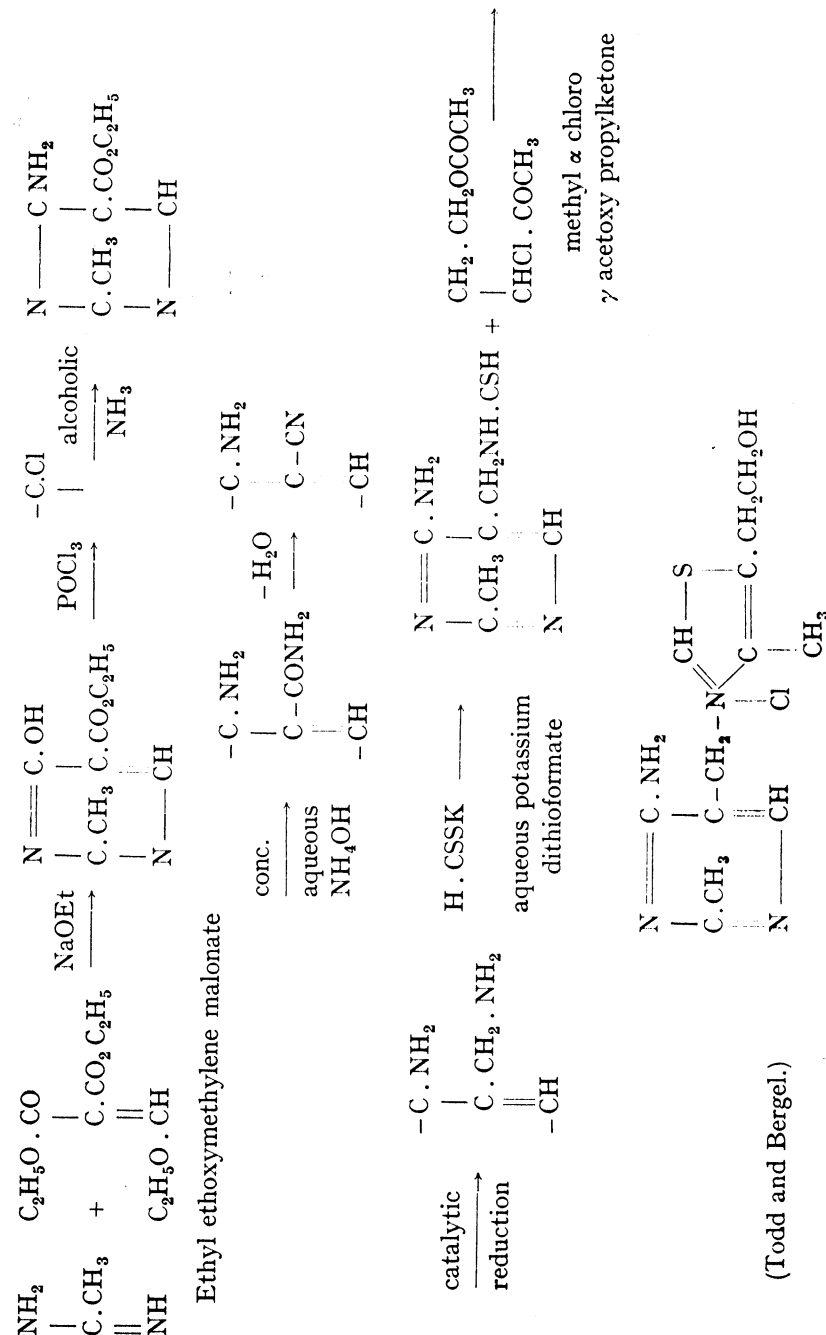 NH₂ C₂H₅O . CO N C . OH -C.Cl N C NH₂
NaOEt POCl₃ alcoholic
C.CH₃ + C.CO₂ C₂H₅ C.CH₃ C.CO₂C₂H₅ NH₃ C.CH₃ C.CO₂C₂H₅
NH C₂H₅O.CH N CH N CH
Ethyl ethoxymethylene malonate
-C . NH₂ -C . NH₂
conc. -H₂O
aqueous C -CONH₂ C -CN
NH₄OH
-CH -CH
-C . NH₂ N C . NH₂ CH₂ . CH₂OCOCH₃
catalytic H . CSSK
reduction C . CH₂ . NH₂ C.CH₃ C . CH₂NH . CSH +
aqueous potassium CHCl . COCH₃
dithioformate
-CH N CH
methyl α chloro
γ acetoxy propylketone
N C . NH₂ CH S
C.CH₃ C -CH₂ -N C C . CH₂CH₂OH
N CH Cl CH₃
(Todd and Bergel.)